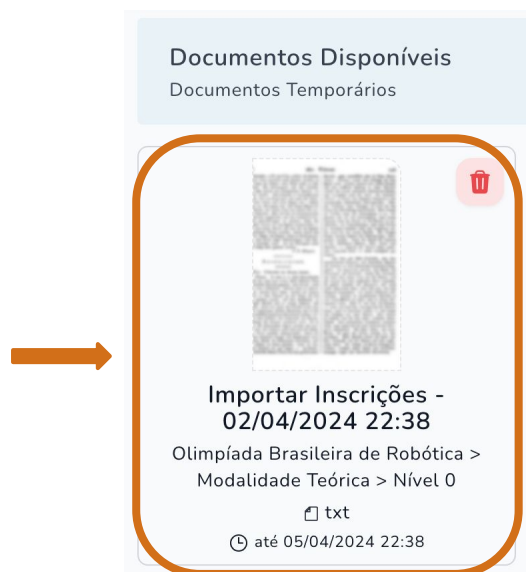 Documentos Disponíveis
Documentos Temporários
Importar Inscrições -
02/04/2024 22:38
Olimpíada Brasileira de Robótica >
Modalidade Teórica > Nível 0
txt
até 05/04/2024 22:38